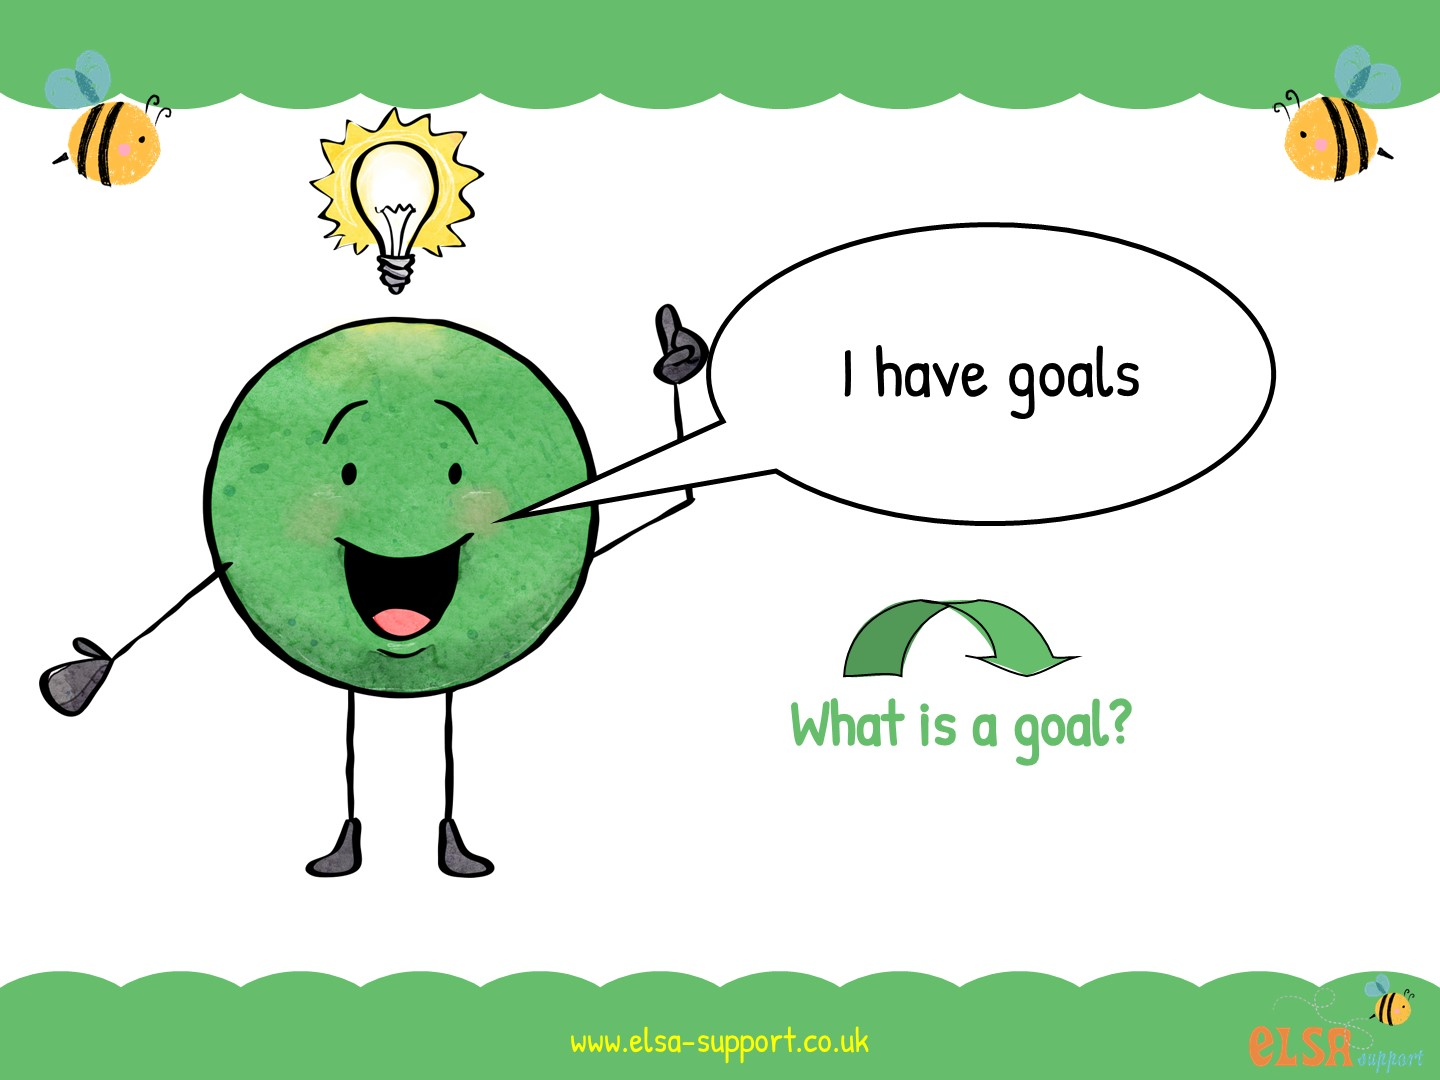 I have goals
What is a goal?
www.elsa-support.co.uk
ELSA
support